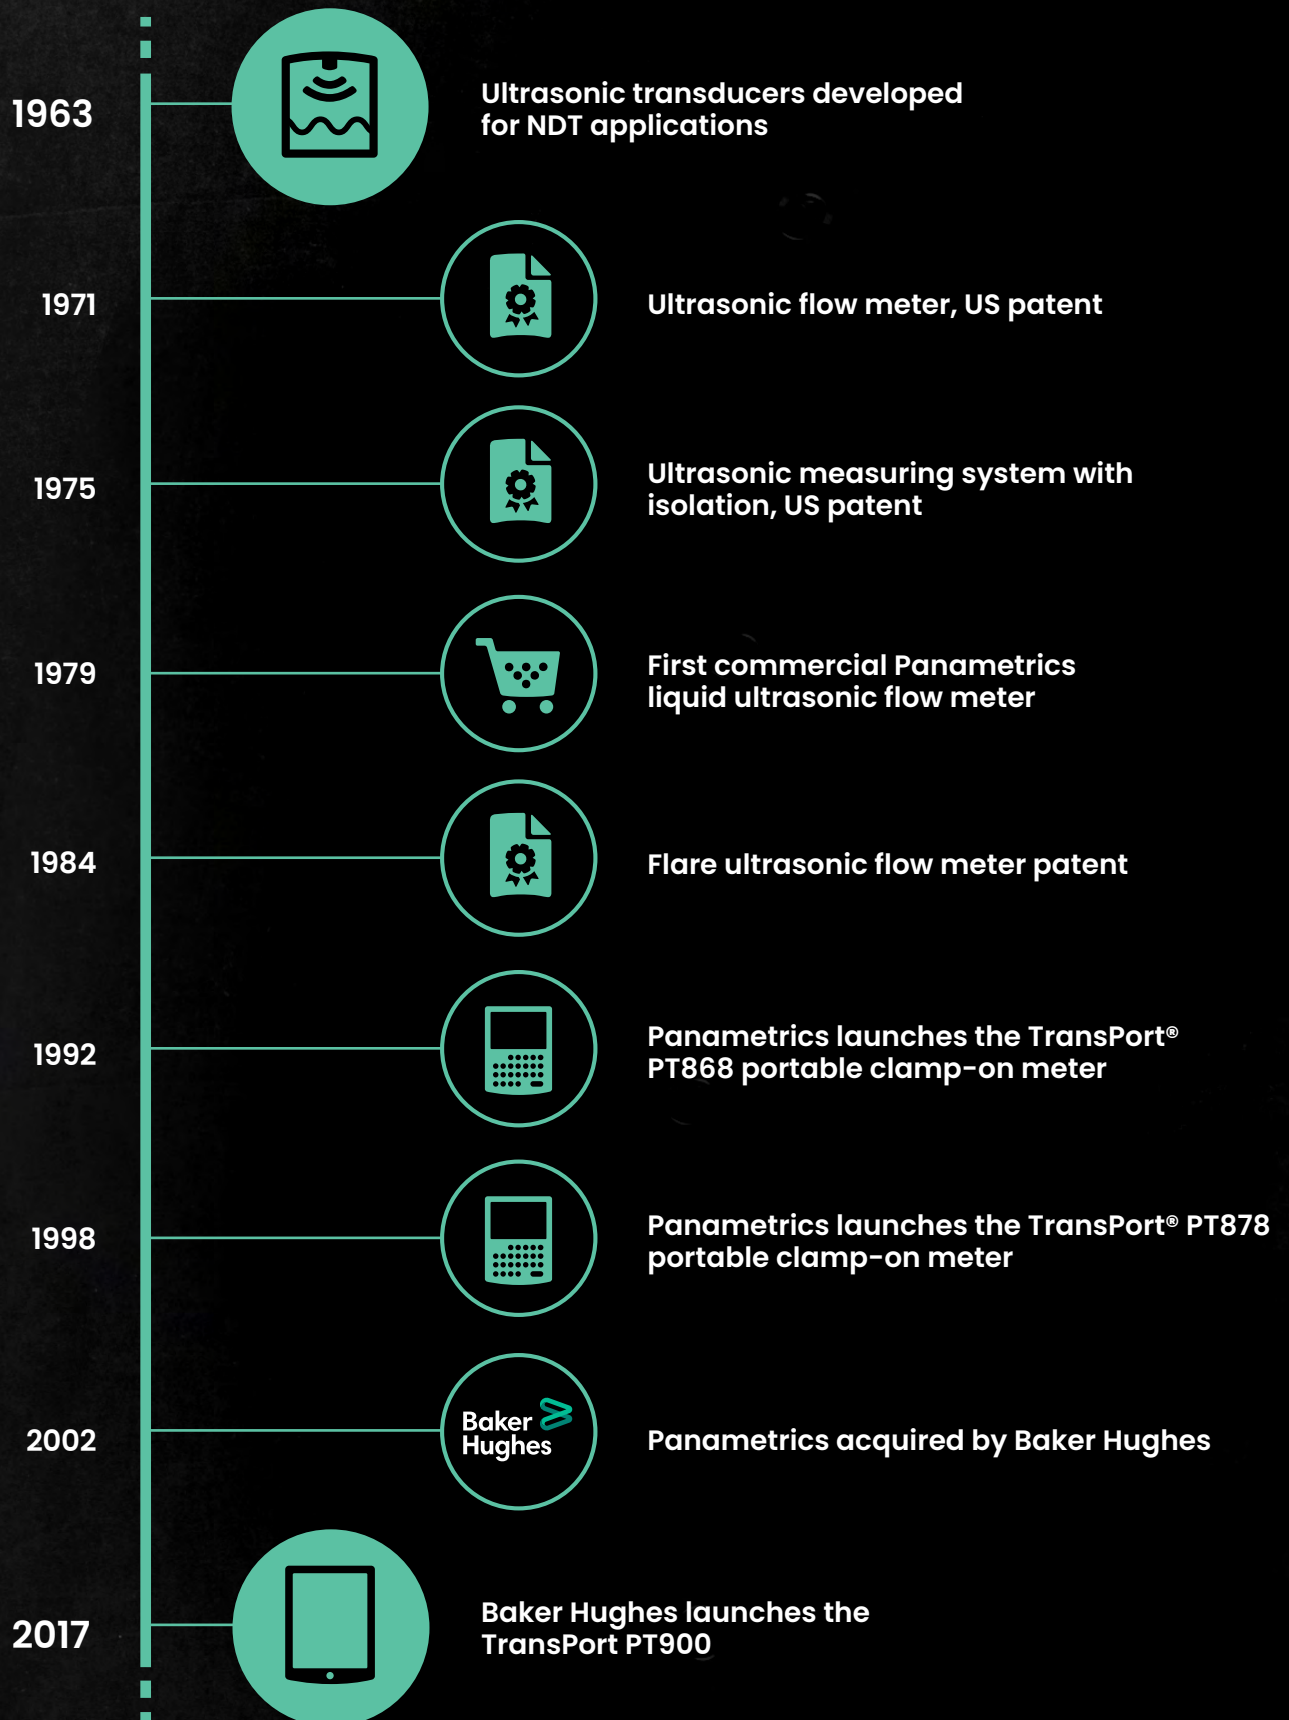 1963
Ultrasonic transducers developed
for NDT applications
1971
Ultrasonic flow meter, US patent
1975
Ultrasonic measuring system with
isolation, US patent
1979
First commercial Panametrics
liquid ultrasonic flow meter
1984
Flare ultrasonic flow meter patent
1992
Panametrics launches the TransPort®
PT868 portable clamp-on meter
1998
Panametrics launches the TransPort® PT878
portable clamp-on meter
2002
Baker
Hughes
Panametrics acquired by Baker Hughes
2017
Baker Hughes launches the
TransPort PT900